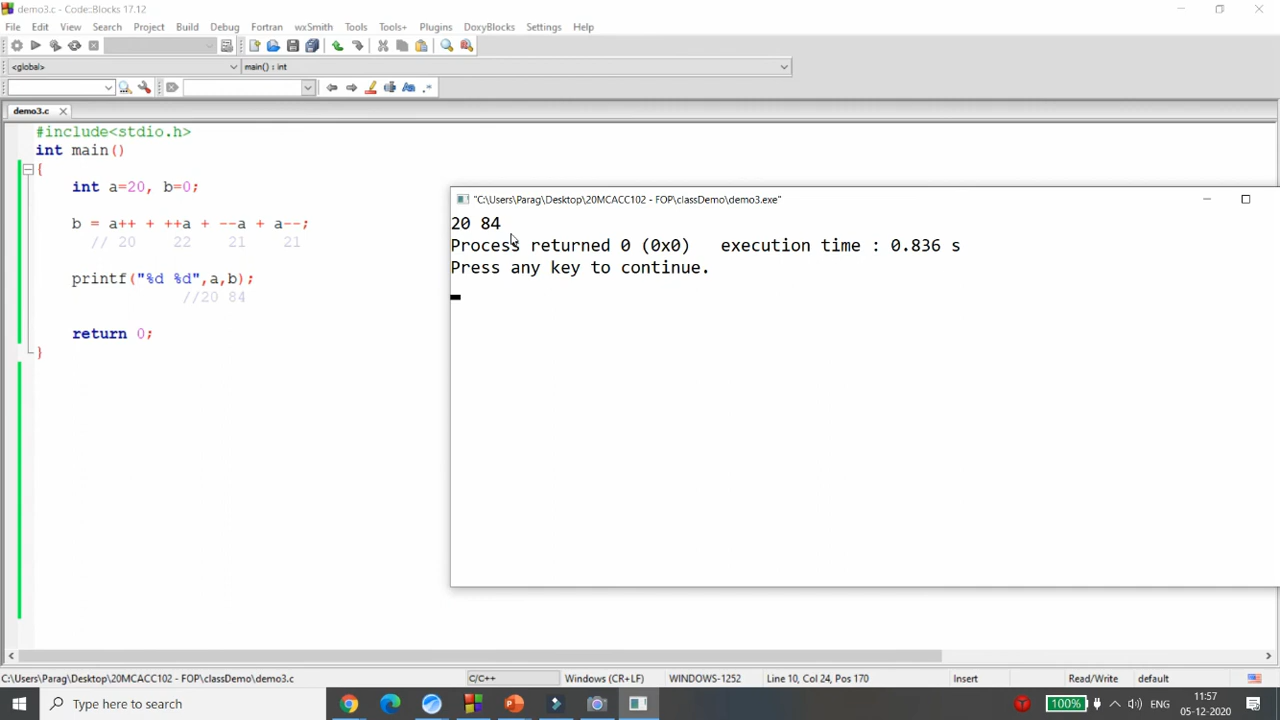 demo3.c - Code::Blocks 17.12
File Edit View Search Project Build Debug Fortran wxSmith Tools Tools+ Plugins DoxyBlocks Settings Help
<global>
main() : int
demo3.c
#include<stdio.h>
int main()
{
int a=20, b=0;
b = a++ + ++a + --a + a--;
// 20 22 21 21
printf("%d %d",a,b);
//20 84
return 0;
}
"C:\Users\Parag\Desktop\20MCACC102 - FOP\classDemo\demo3.exe"
20 84
Process returned 0 (0x0) execution time : 0.836 s
Press any key to continue.
C:\Users\Parag\Desktop\20MCACC102 - FOP\classDemo\demo3.c C/C++ Windows (CR+LF) WINDOWS-1252 Line 10, Col 24, Pos 170 Insert Read/Write default
Type here to search
100%
ENG
11:57
05-12-2020